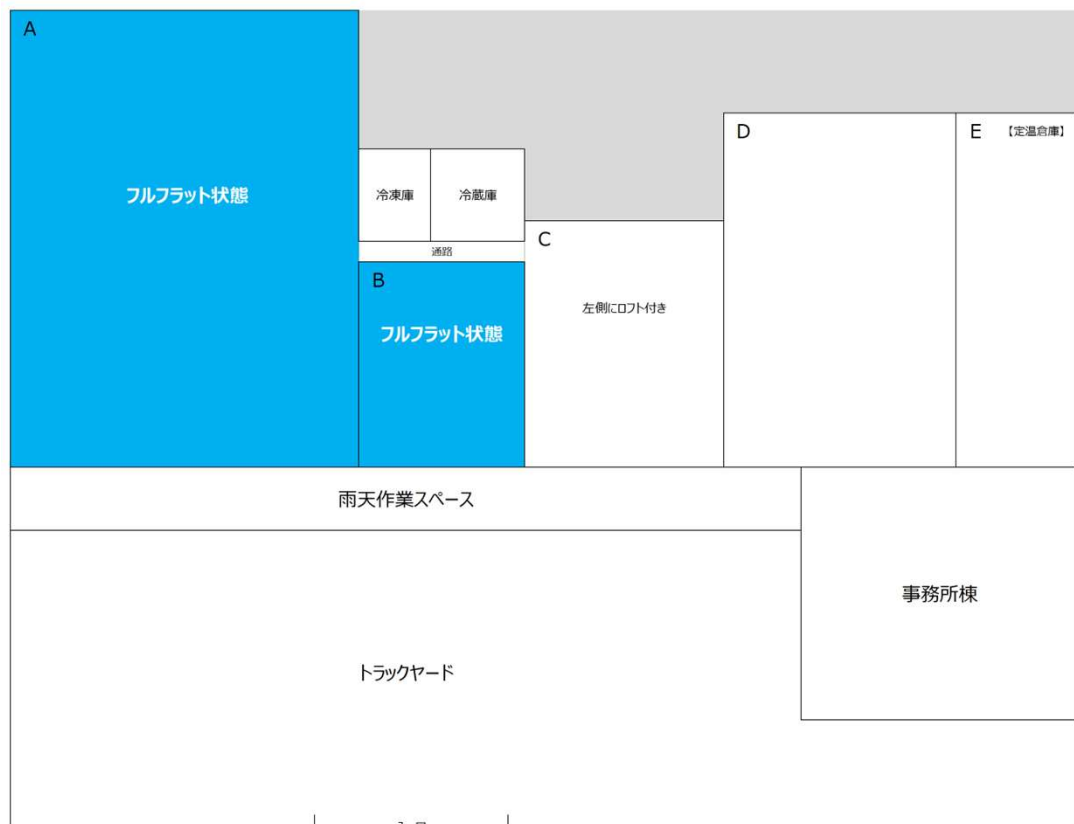 A
フルフラット状態
冷凍庫
冷蔵庫
通路
B
フルフラット状態
C
左側にロフト付き
D
E
【定温倉庫】
雨天作業スペース
事務所棟
トラックヤード